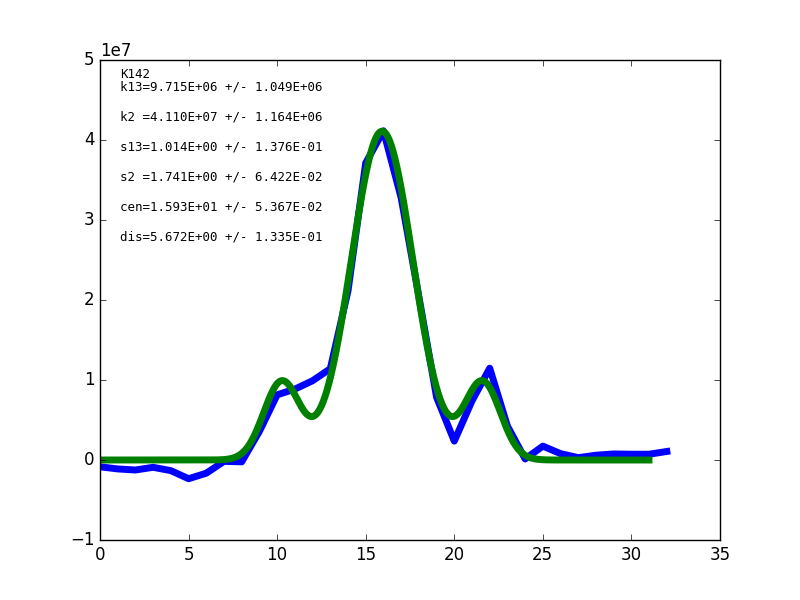 1e7
K142
k13=9.715E+06 +/- 1.049E+06
k2 =4.110E+07 +/- 1.164E+06
s13=1.014E+00 +/- 1.376E-01
s2 =1.741E+00 +/- 6.422E-02
cen=1.593E+01 +/- 5.367E-02
dis=5.672E+00 +/- 1.335E-01
5
4
3
2
1
0
−1
0 5 10 15 20 25 30 35